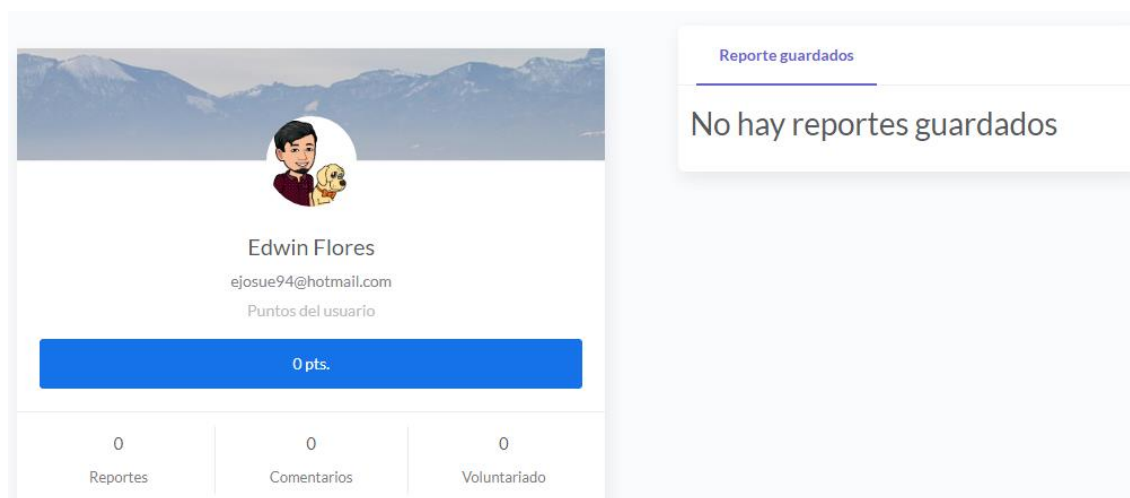 Reporte guardados
No hay reportes guardados
Edwin Flores
ejosue94@hotmail.com
Puntos del usuario
0 pts.
0 0 0
Reportes Comentarios Voluntariado